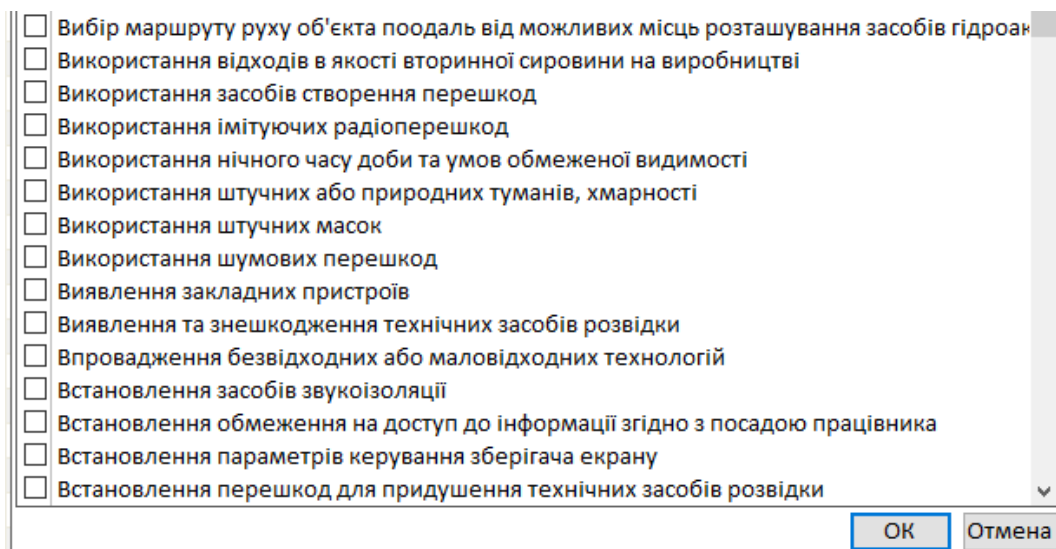 Вибір маршруту руху об'єкта поодаль від можливих місць розташування засобів гідроак
Використання відходів в якості вторинної сировини на виробництві
Використання засобів створення перешкод
Використання імітуючих радіоперешкод
Використання нічного часу доби та умов обмеженої видимості
Використання штучних або природних туманів, хмарності
Використання штучних масок
Використання шумових перешкод
Виявлення закладних пристроїв
Виявлення та знешкодження технічних засобів розвідки
Впровадження безвідходних або маловідходних технологій
Встановлення засобів звукоізоляції
Встановлення обмеження на доступ до інформації згідно з посадою працівника
Встановлення параметрів керування зберігача екрану
Встановлення перешкод для придушення технічних засобів розвідки
ОК Отмена